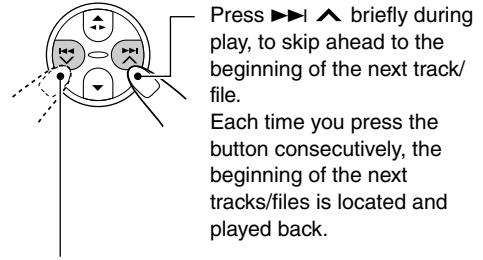 Press ►►I ᨈ briefly during
play, to skip ahead to the
beginning of the next track/
file.
Each time you press the
button consecutively, the
beginning of the next
tracks/files is located and
played back.